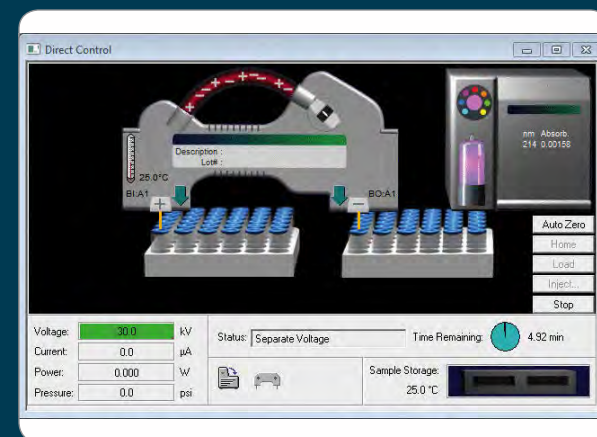 Direct Control
nm Absorb.
214 0.00158
Description :
Lot# :
25.0°C
BI:A1
BO:A1
+
−
Auto Zero
Home
Load
Inject...
Stop
Voltage: 30.0 kV
Current: 0.0 µA
Power: 0.000 W
Pressure: 0.0 psi
Status: Separate Voltage
Time Remaining: 4.92 min
Sample Storage:
25.0 °C